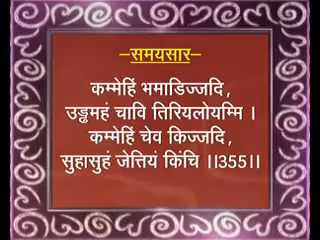 –समयसार–
कम्मेहिं भमाडिज्जदि,
उड्ढमहं चावि तिरियलोयम्मि ।
कम्मेहिं चेव किज्जदि,
सुहासुहं जेत्तियं किंचि ।।355।।